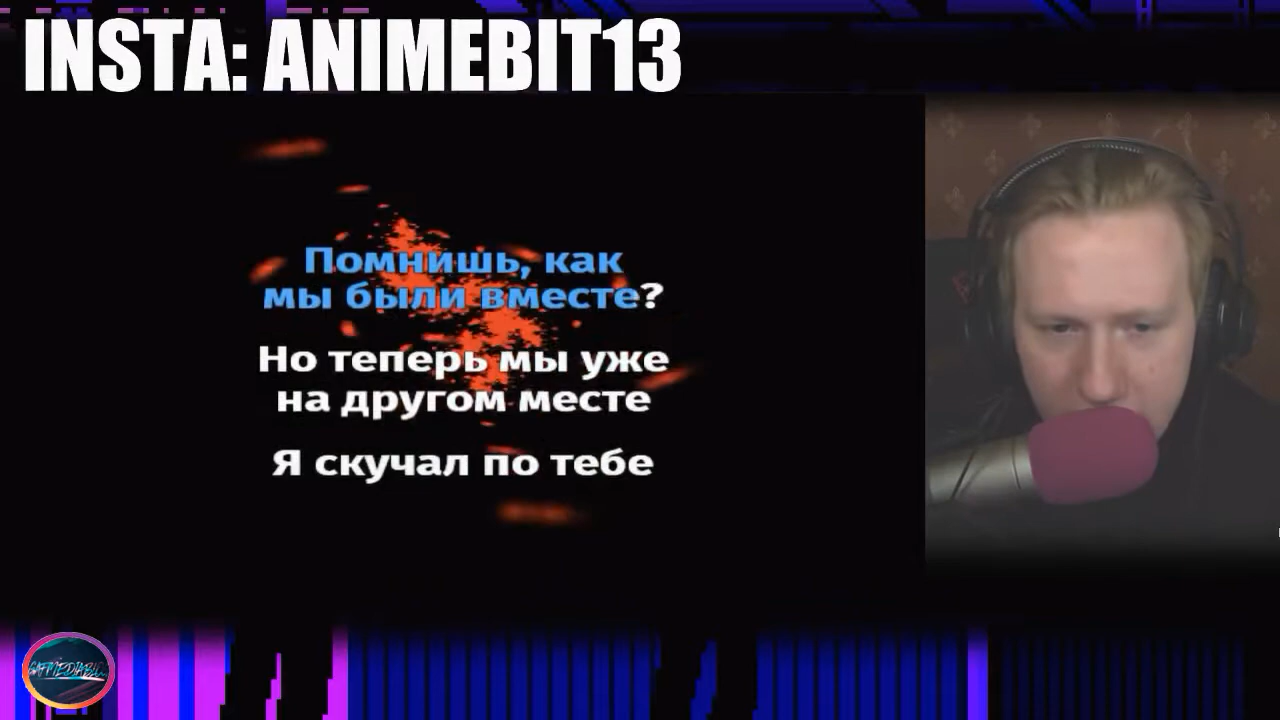 INSTA: ANIMEBIT13
Помнишь, как
мы были вместе?
Но теперь мы уже
на другом месте
Я скучал по тебе